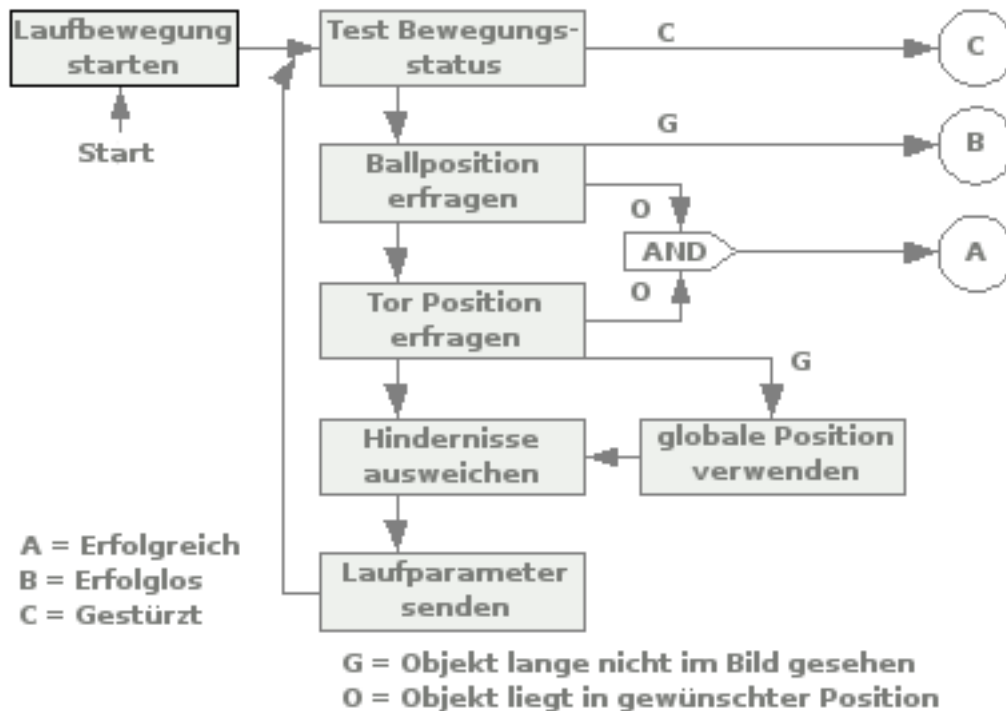 Laufbewegung
starten
Start
Test Bewegungs-
status
C
C
Ballposition
erfragen
G
B
O
AND
A
O
Tor Position
erfragen
G
Hindernisse
ausweichen
globale Position
verwenden
Laufparameter
senden
A = Erfolgreich
B = Erfolglos
C = Gestürzt
G = Objekt lange nicht im Bild gesehen
O = Objekt liegt in gewünschter Position